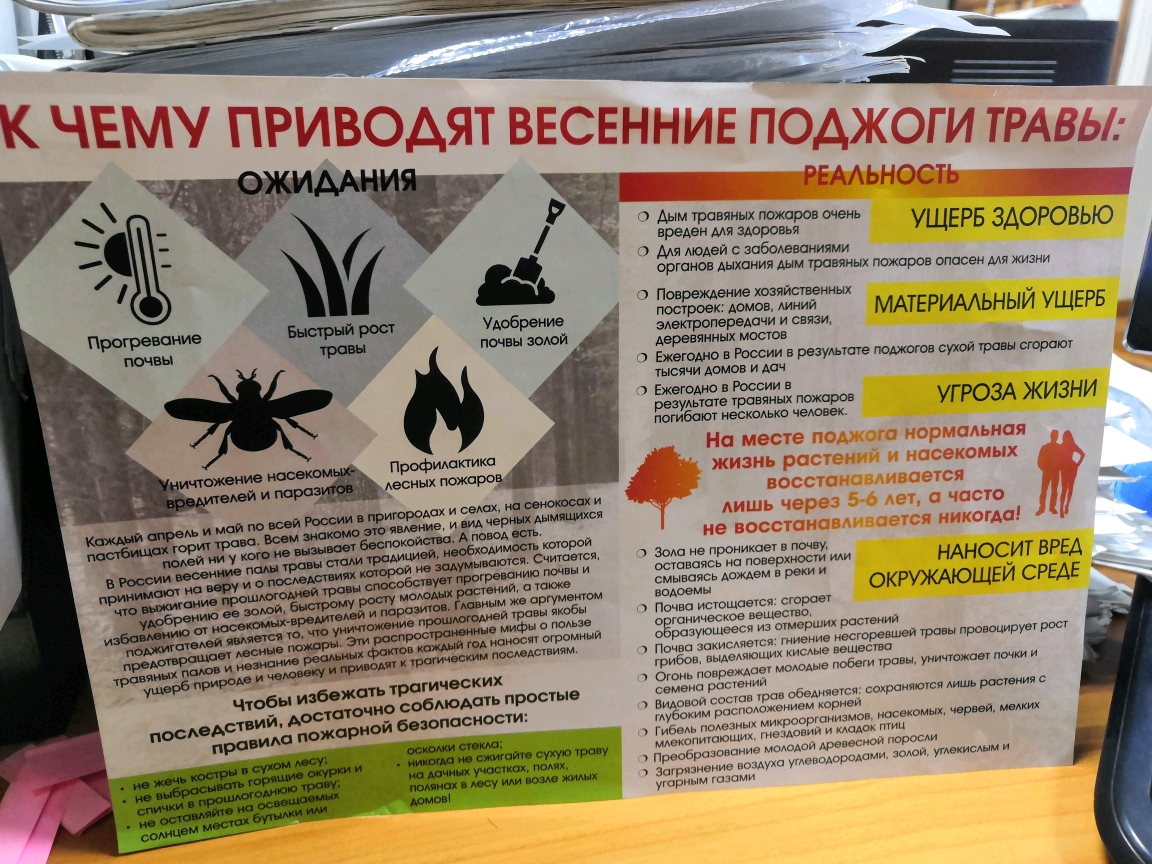 К ЧЕМУ ПРИВОДЯТ ВЕСЕННИЕ ПОДЖОГИ ТРАВЫ:
ОЖИДАНИЯ
Прогревание
почвы
Быстрый рост
травы
Удобрение
почвы золой
Уничтожение насекомых-
вредителей и паразитов
Профилактика
лесных пожаров
Каждый апрель и май по всей России в пригородах и селах, на сенокосах и
пастбищах горит трава. Всем знакомо это явление, и вид черных дымящихся
полей ни у кого не вызывает беспокойства. А повод есть.
В России весенние палы травы стали традицией, необходимость которой
принимают на веру и о последствиях которой не задумываются. Считается,
что выжигание прошлогодней травы способствует прогреванию почвы и
удобрению ее золой, быстрому росту молодых растений, а также
избавлению от насекомых-вредителей и паразитов. Главным же аргументом
поджигателей является то, что уничтожение прошлогодней травы якобы
предотвращает лесные пожары. Эти распространенные мифы о пользе
травяных палов и незнание реальных фактов каждый год наносят огромный
ущерб природе и человеку и приводят к трагическим последствиям.
Чтобы избежать трагических
последствий, достаточно соблюдать простые
правила пожарной безопасности:
• не жечь костры в сухом лесу;
• не выбрасывать горящие окурки и
спички в прошлогоднюю траву;
• не оставляйте на освещаемых
солнцем местах бутылки или
осколки стекла;
• никогда не сжигайте сухую траву
на дачных участках, полях,
полянах в лесу или возле жилых
домов!
РЕАЛЬНОСТЬ
УЩЕРБ ЗДОРОВЬЮ
Дым травяных пожаров очень
вреден для здоровья
Для людей с заболеваниями
органов дыхания дым травяных пожаров опасен для жизни
МАТЕРИАЛЬНЫЙ УЩЕРБ
Повреждение хозяйственных
построек: домов, линий
электропередачи и связи,
деревянных мостов
Ежегодно в России в результате поджогов сухой травы сгорают
тысячи домов и дач
УГРОЗА ЖИЗНИ
Ежегодно в России в
результате травяных пожаров
погибают несколько человек.
На месте поджога нормальная
жизнь растений и насекомых
восстанавливается
лишь через 5-6 лет, а часто
не восстанавливается никогда!
НАНОСИТ ВРЕД
ОКРУЖАЮЩЕЙ СРЕДЕ
Зола не проникает в почву,
оставаясь на поверхности или
смываясь дождем в реки и
водоемы
Почва истощается: сгорает
органическое вещество,
образующееся из отмерших растений
Почва закисляется: гниение несгоревшей травы провоцирует рост
грибов, выделяющих кислые вещества
Огонь повреждает молодые побеги травы, уничтожает почки и
семена растений
Видовой состав трав обедняется: сохраняются лишь растения с
глубоким расположением корней
Гибель полезных микроорганизмов, насекомых, червей, мелких
млекопитающих, гнездовий и кладок птиц
Преобразование молодой древесной поросли
Загрязнение воздуха углеводородами, золой, углекислым и
угарным газами